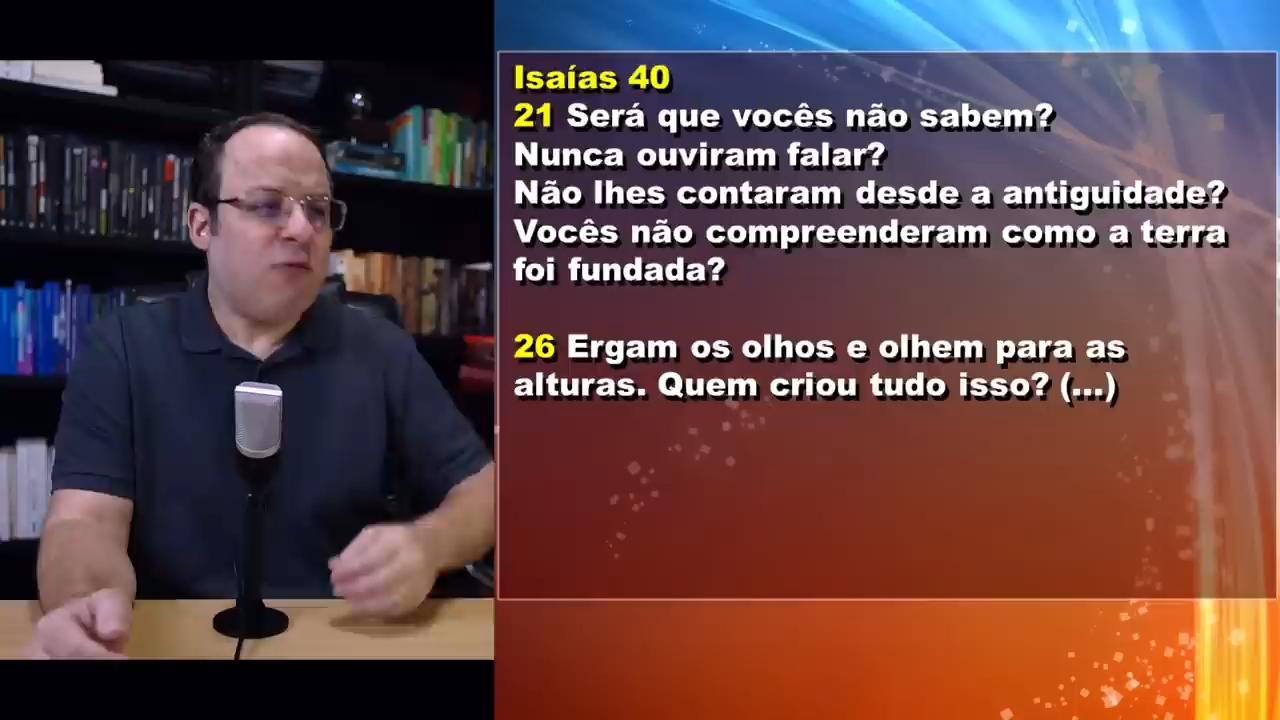 Isaías 40
21 Será que vocês não sabem?
Nunca ouviram falar?
Não lhes contaram desde a antiguidade?
Vocês não compreenderam como a terra
foi fundada?
26 Ergam os olhos e olhem para as
alturas. Quem criou tudo isso? (...)